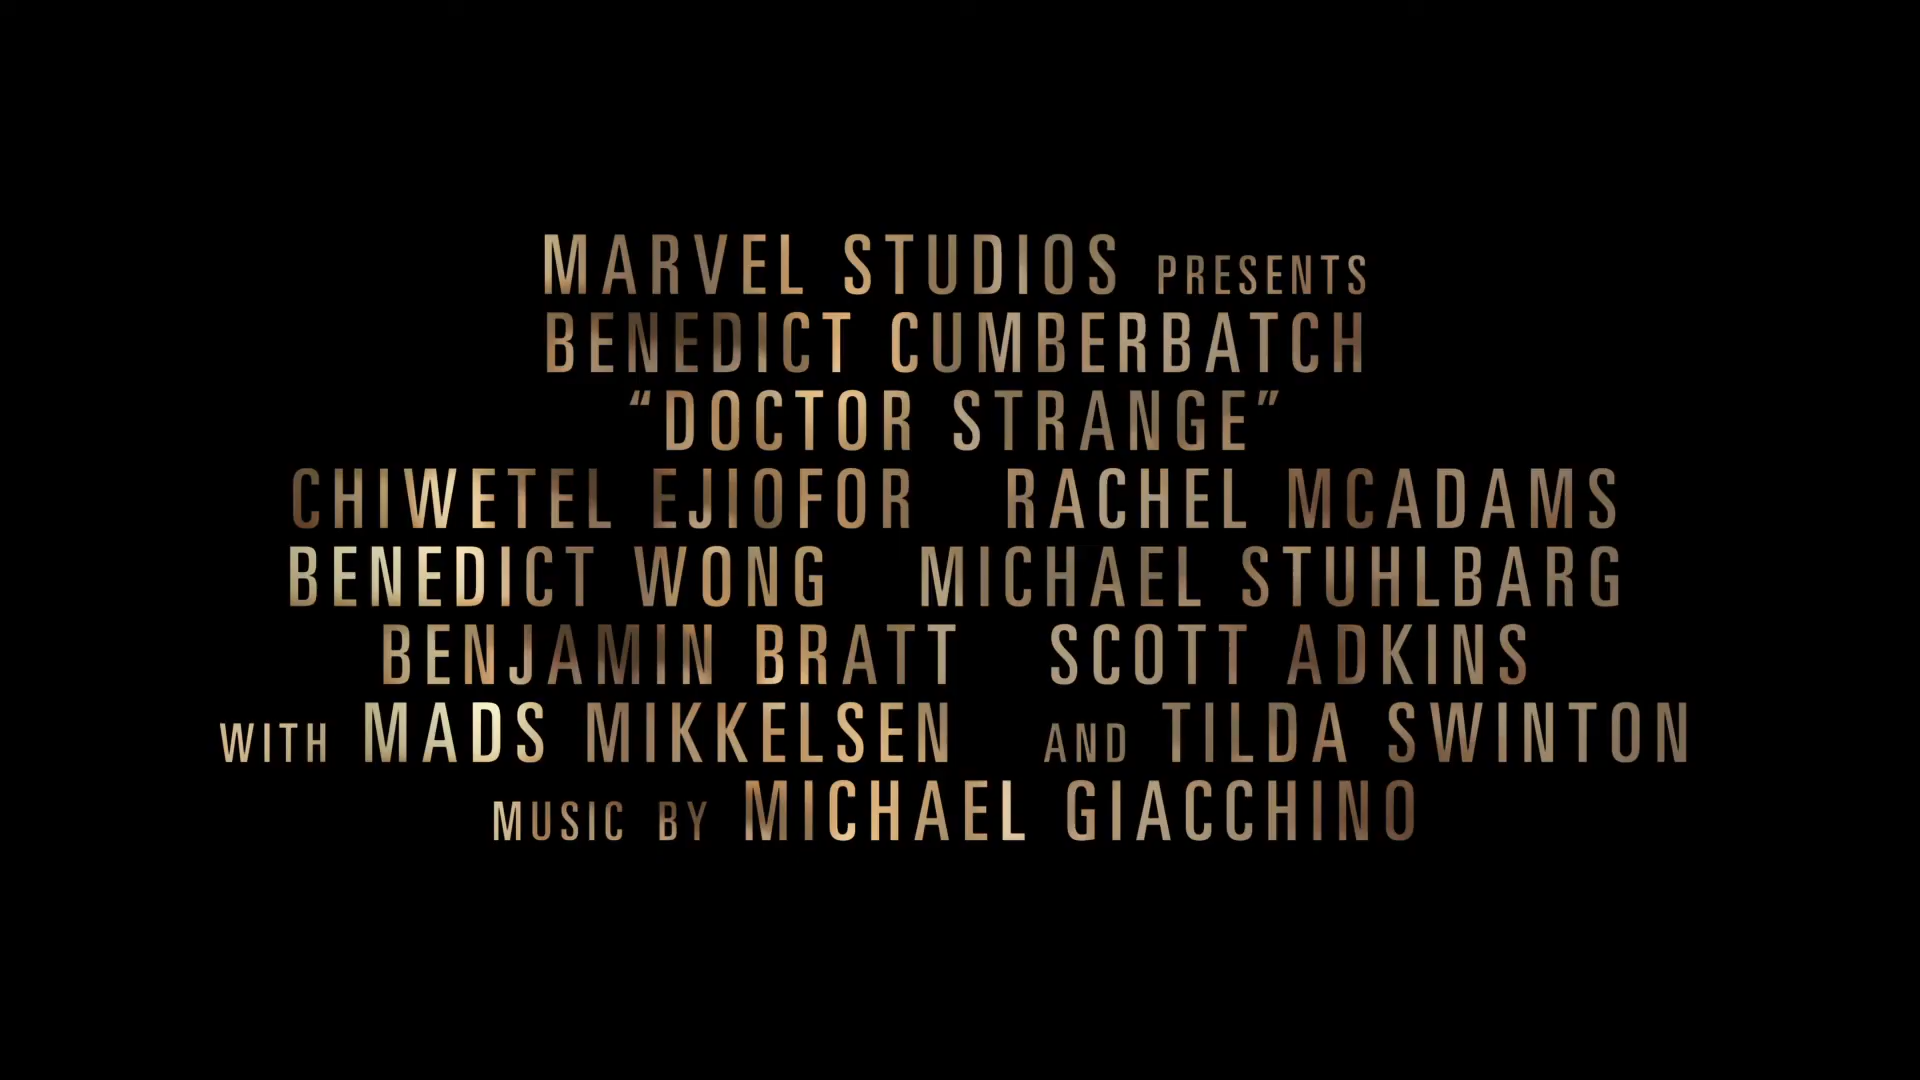 MARVEL STUDIOS PRESENTS
BENEDICT CUMBERBATCH
“DOCTOR STRANGE”
CHIWETEL EJIOFOR RACHEL MCADAMS
BENEDICT WONG MICHAEL STUHLBARG
BENJAMIN BRATT SCOTT ADKINS
WITH MADS MIKKELSEN AND TILDA SWINTON
MUSIC BY MICHAEL GIACCHINO